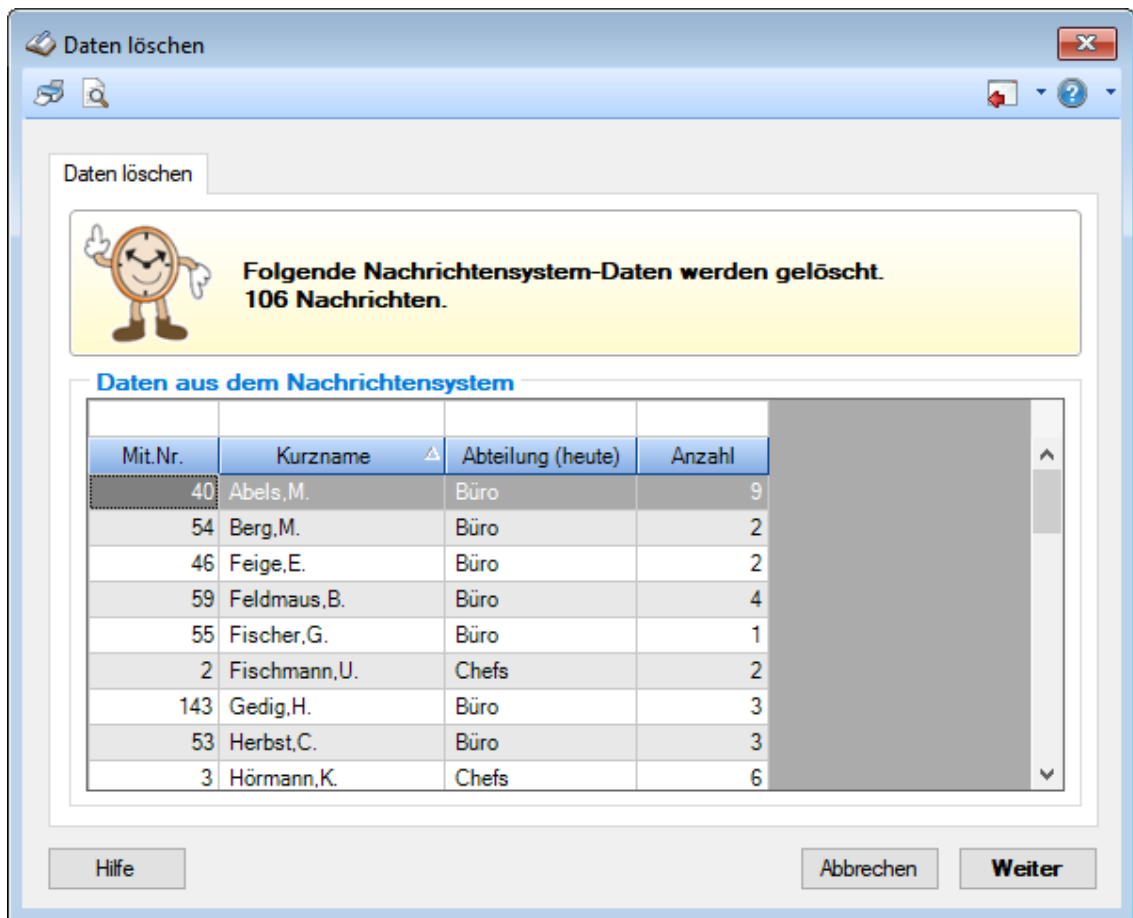 Daten löschen
Daten löschen
Folgende Nachrichtensystem-Daten werden gelöscht.
106 Nachrichten.
Daten aus dem Nachrichtensystem
Mit.Nr. Kurzname Abteilung (heute) Anzahl
40 Abels,M. Büro 9
54 Berg,M. Büro 2
46 Feige,E. Büro 2
59 Feldmaus,B. Büro 4
55 Fischer,G. Büro 1
2 Fischmann,U. Chefs 2
143 Gedig,H. Büro 3
53 Herbst,C. Büro 3
3 Hörmann,K. Chefs 6
Hilfe Abbrechen Weiter